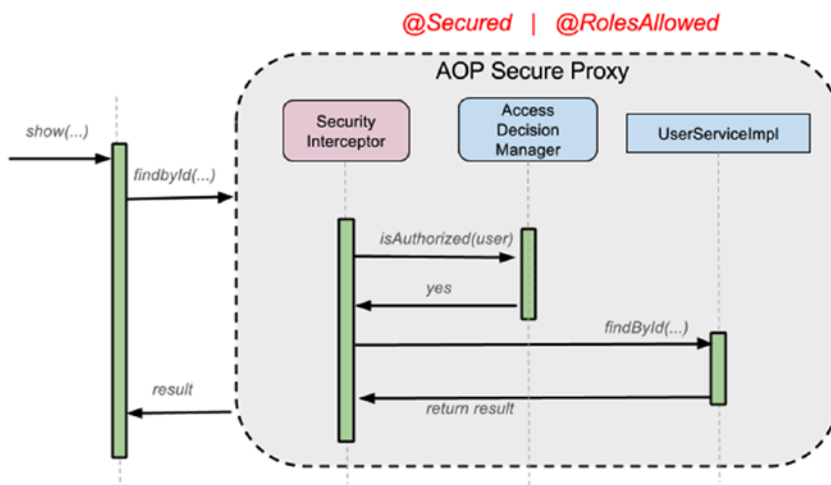 @Secured | @RolesAllowed
AOP Secure Proxy
Security
Interceptor
Access
Decision
Manager
UserServiceImpl
show(...)
findbyId(...)
isAuthorized(user)
yes
findById(...)
result
return result